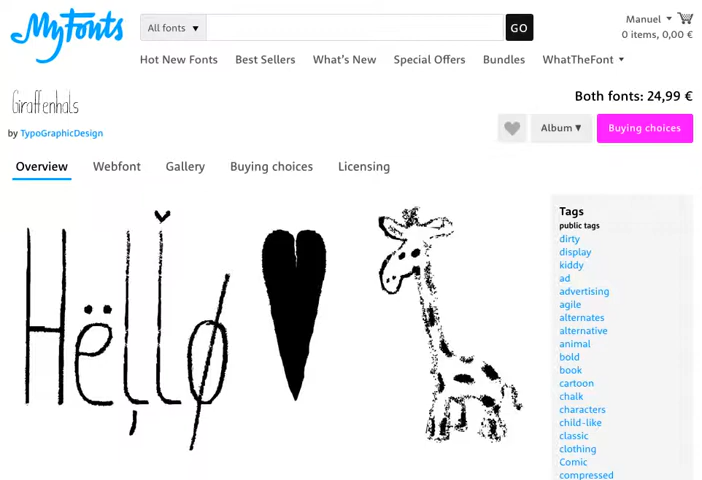 MyFonts
All fonts ▼
GO
Manuel ▼
0 items, 0,00 €
Hot New Fonts Best Sellers What's New Special Offers Bundles WhatTheFont ▼
Giraffenhals
by TypoGraphicDesign
Both fonts: 24,99 €
Album ▼
Buying choices
Overview Webfont Gallery Buying choices Licensing
Hëļlø
Tags
public tags
dirty
display
kiddy
ad
advertising
agile
alternates
alternative
animal
bold
book
cartoon
chalk
characters
child-like
classic
clothing
Comic
compressed